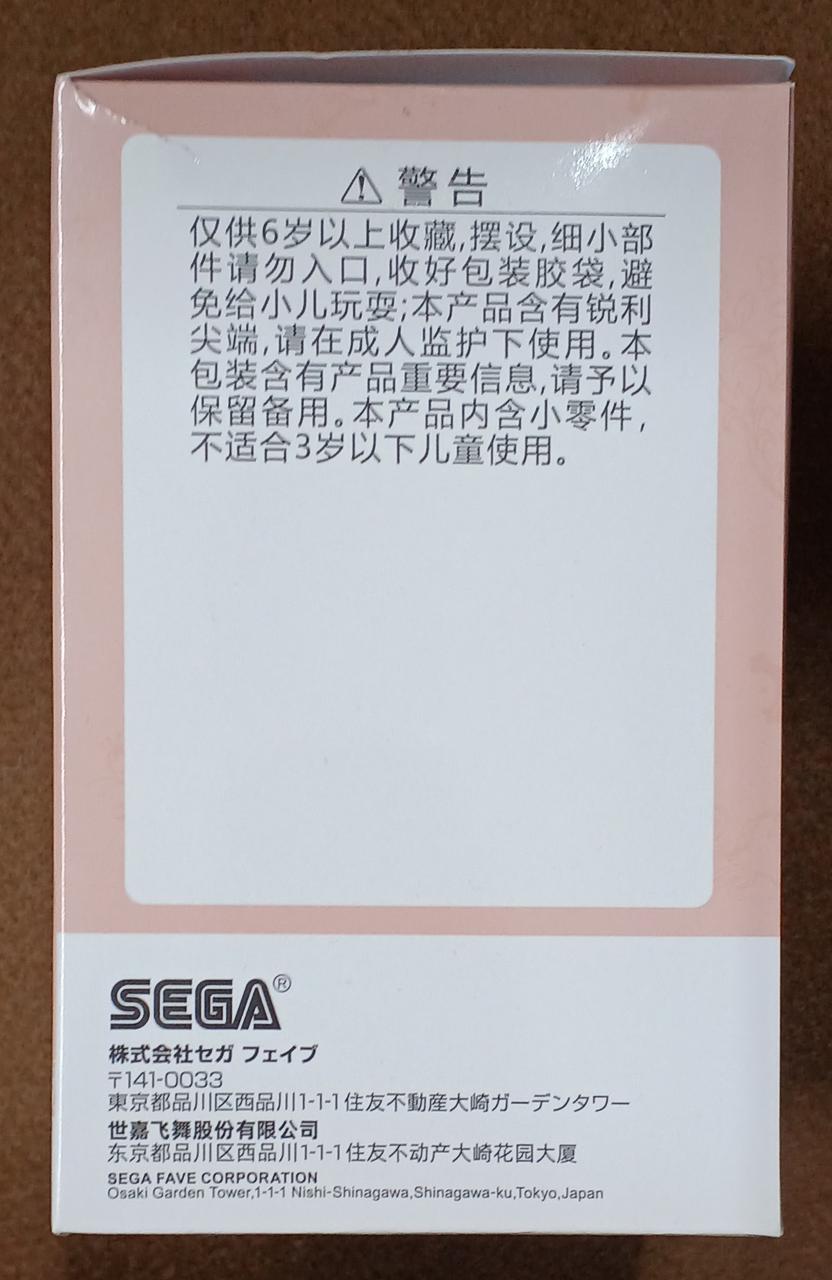 ⚠警告
仅供6岁以上收藏,摆设,细小部
件请勿入口,收好包装胶袋,避
免给小儿玩耍;本产品含有锐利
尖端,请在成人监护下使用。本
包装含有产品重要信息,请予以
保留备用。本产品内含小零件,
不适合3岁以下儿童使用。
SEGA®
株式会社セガ フェイブ
〒141-0033
東京都品川区西品川1-1-1住友不動産大崎ガーデンタワー
世嘉飞舞股份有限公司
东京都品川区西品川1-1-1住友不动产大崎花园大厦
SEGA FAVE CORPORATION
Osaki Garden Tower,1-1-1 Nishi-Shinagawa,Shinagawa-ku,Tokyo,Japan